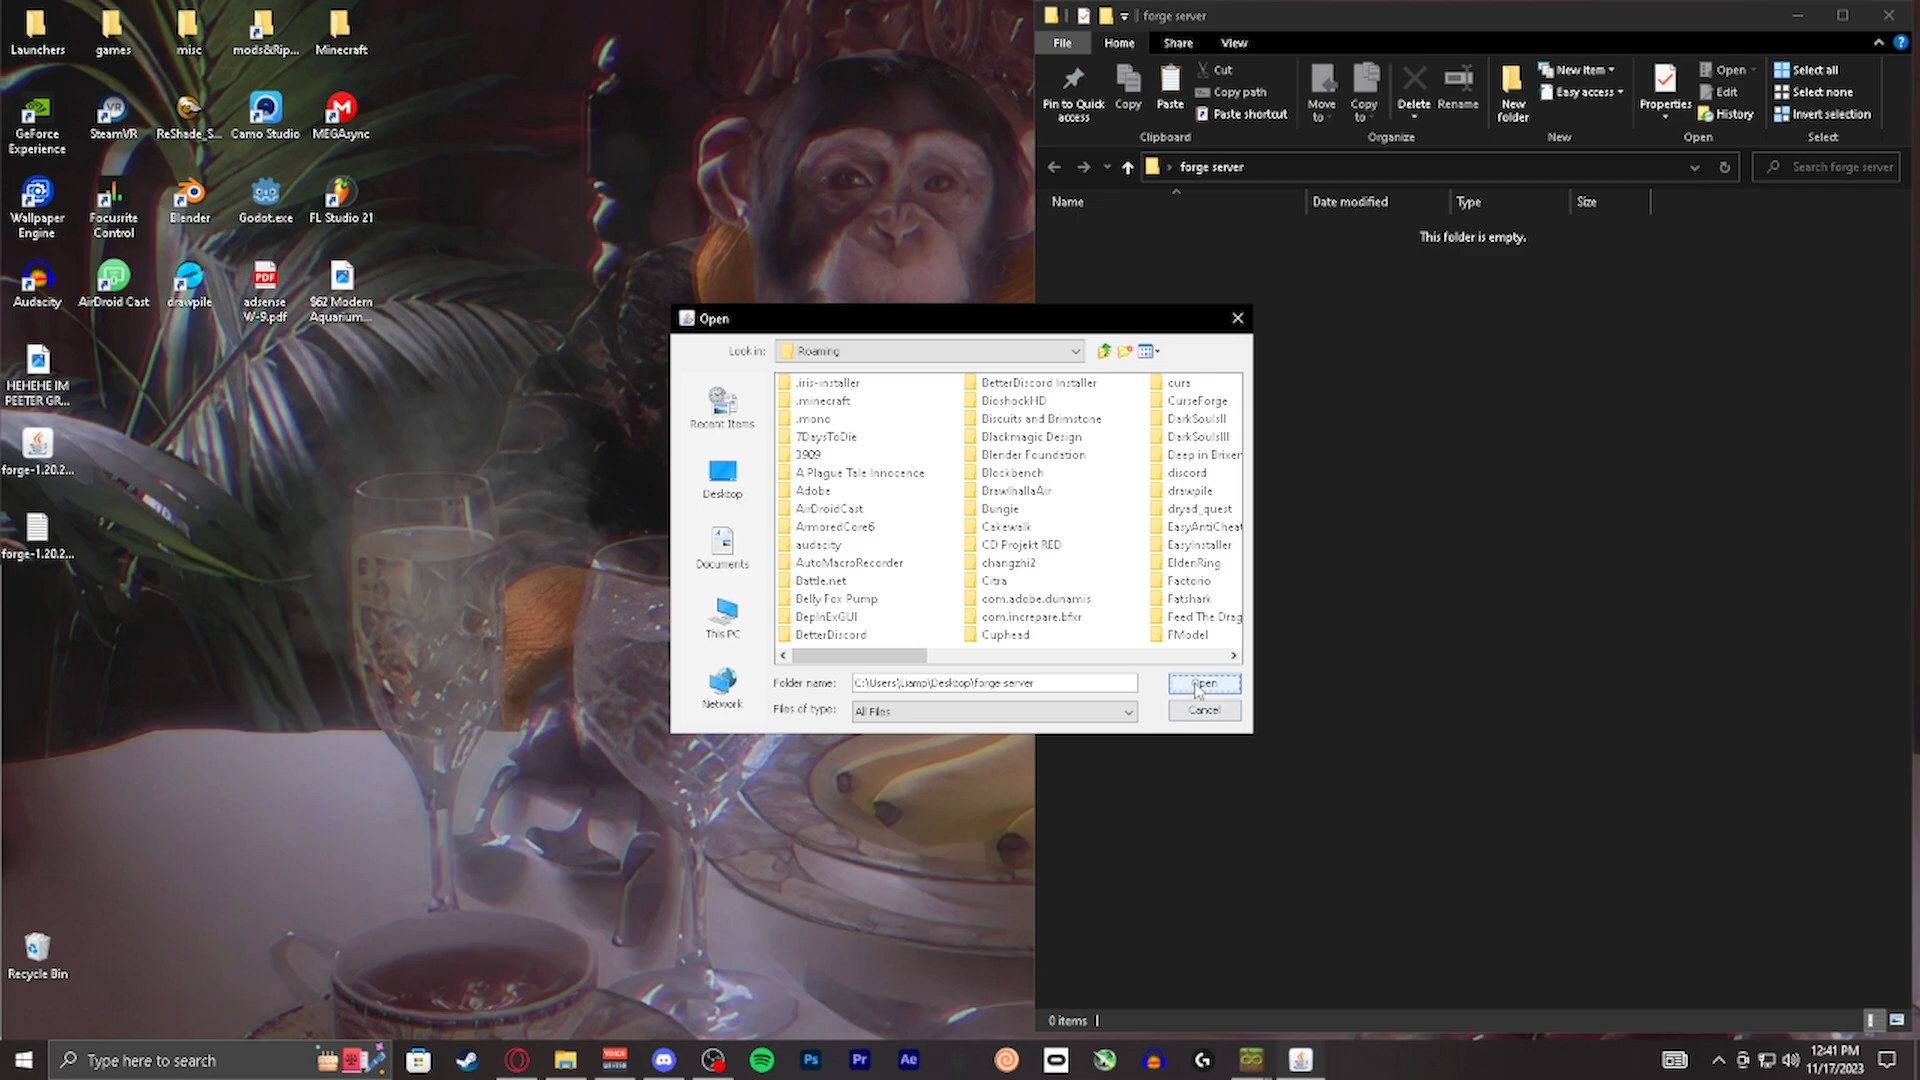 Launchers
games
misc
mods&Rip...
Minecraft
GeForce
Experience
SteamVR
ReShade_S...
Camo Studio
MEGAsync
Wallpaper
Engine
Focusrite
Control
Blender
Godot.exe
FL Studio 21
Audacity
AirDroid Cast
drawpile
adsense
W-9.pdf
$62 Modern
Aquarium...
HEHEHE IM
PEETER GR...
forge-1.20.2...
forge-1.20.2...
Recycle Bin
forge server
File
Home
Share
View
Pin to Quick
access
Copy
Paste
Cut
Copy path
Paste shortcut
Clipboard
Move
to
Copy
to
Delete
Rename
Organize
New
folder
New item
Easy access
New
Properties
Open
Edit
History
Open
Select all
Select none
Invert selection
Select
forge server
Search forge server
Name
Date modified
Type
Size
This folder is empty.
0 items
Open
Look in:
Roaming
Recent Items
Desktop
Documents
This PC
Network
.iris-installer
.minecraft
.mono
7DaysToDie
3909
A Plague Tale Innocence
Adobe
AirDroidCast
ArmoredCore6
audacity
AutoMacroRecorder
Battle.net
Belly Fox Pump
BepInExGUI
BetterDiscord
BetterDiscord Installer
BioshockHD
Biscuits and Brimstone
Blackmagic Design
Blender Foundation
Blockbench
BrawlhallaAir
Bungie
Cakewalk
CD Projekt RED
changzhi2
Citra
com.adobe.dunamis
com.increpare.bfxr
Cuphead
cura
CurseForge
DarkSoulsII
DarkSoulsIII
Deep in Brixen
discord
drawpile
dryad_quest
EasyAntiCheat
EasyInstaller
EldenRing
Factorio
Fatshark
Feed The Drag
FModel
Folder name:
C:\Users\Liamp\Desktop\forge server
Open
Files of type:
All Files
Cancel
Type here to search
Ps
Pr
Ae
12:41 PM
11/17/2023